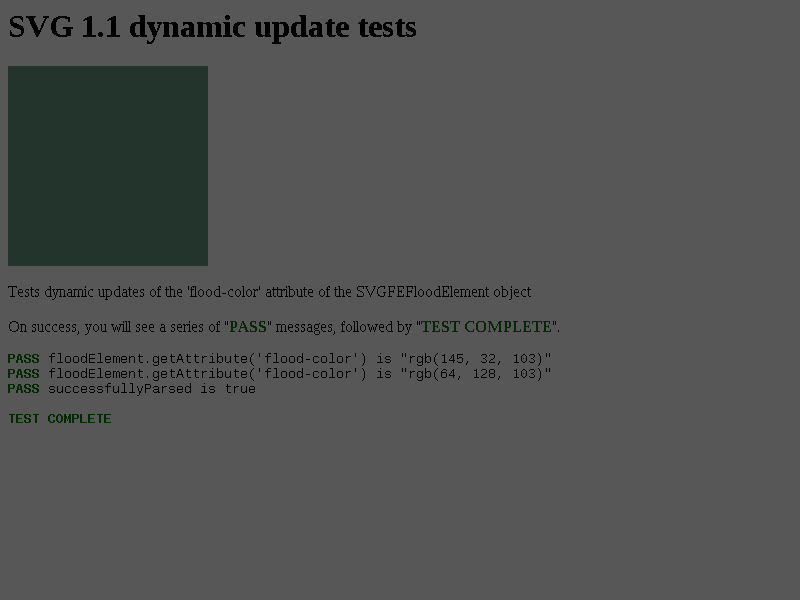 SVG 1.1 dynamic update tests
Tests dynamic updates of the 'flood-color' attribute of the SVGFEFloodElement object
On success, you will see a series of "PASS" messages, followed by "TEST COMPLETE".
PASS floodElement.getAttribute('flood-color') is "rgb(145, 32, 103)"
PASS floodElement.getAttribute('flood-color') is "rgb(64, 128, 103)"
PASS successfullyParsed is true
TEST COMPLETE